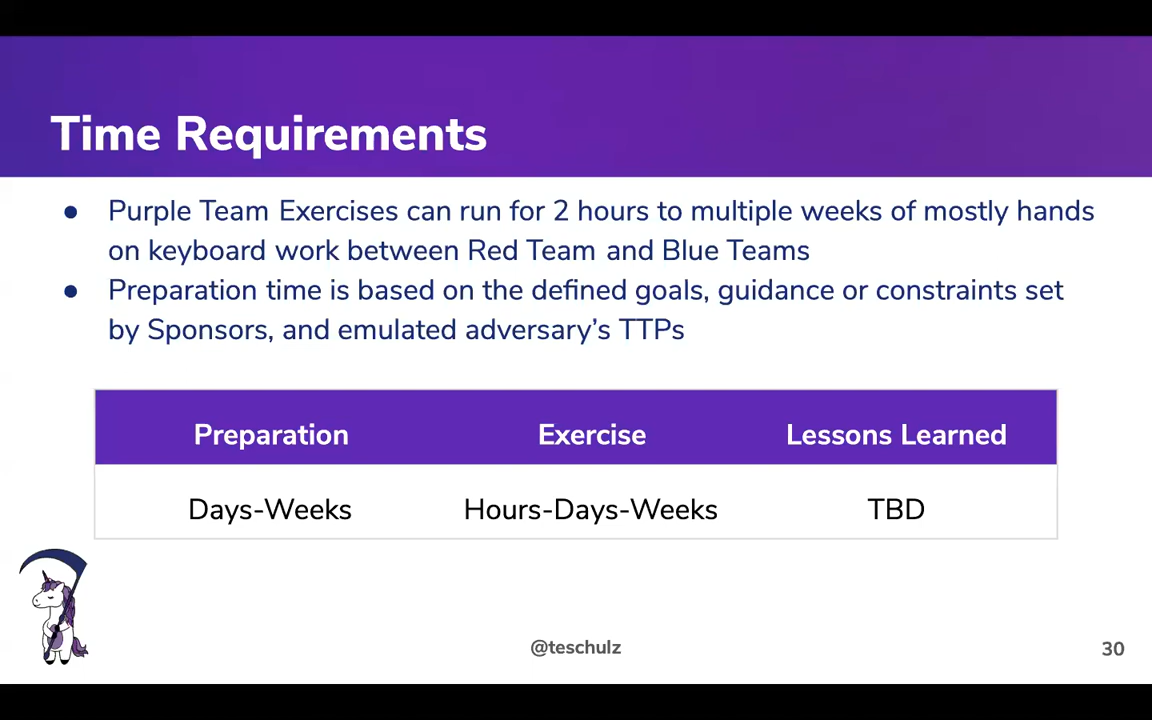 Time Requirements
● Purple Team Exercises can run for 2 hours to multiple weeks of mostly hands
on keyboard work between Red Team and Blue Teams
● Preparation time is based on the defined goals, guidance or constraints set
by Sponsors, and emulated adversary’s TTPs
Preparation Exercise Lessons Learned
Days-Weeks Hours-Days-Weeks TBD
@teschulz
30